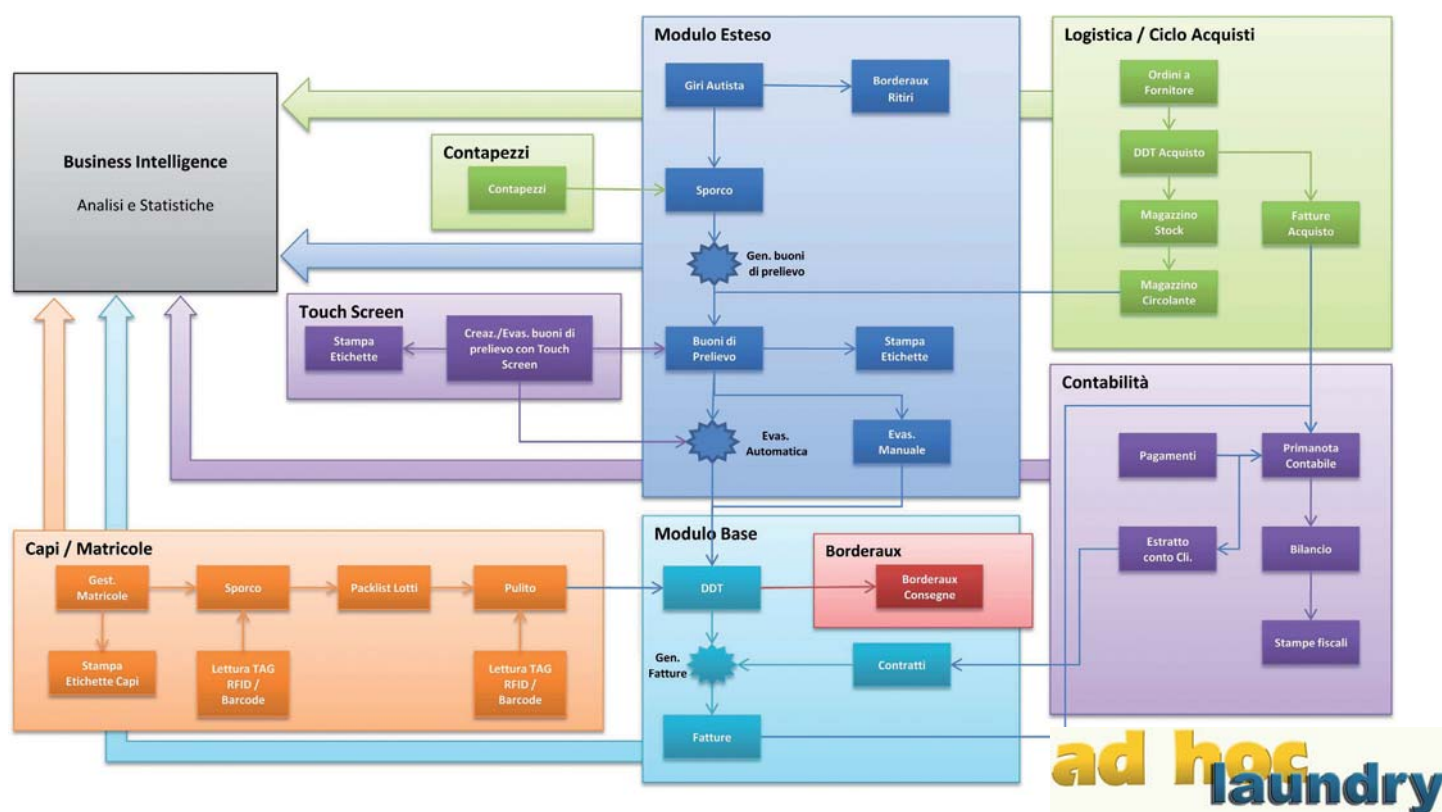 Modulo Esteso
Giri Autista
Borderaux
Ritiri
Sporco
Gen. buoni
di prelievo
Buoni di
Prelievo
Stampa
Etichette
Evas.
Automatica
Evas.
Manuale
Logistica / Ciclo Acquisti
Ordini a
Fornitore
DDT Acquisto
Magazzino
Stock
Fatture
Acquisto
Magazzino
Circolante
Business Intelligence
Analisi e Statistiche
Contapezzi
Contapezzi
Touch Screen
Stampa
Etichette
Creaz./Evas. buoni di
prelievo con Touch
Screen
Contabilità
Pagamenti
Primanota
Contabile
Estratto
conto Cli.
Bilancio
Stampe fiscali
Capi / Matricole
Gest.
Matricole
Sporco
Packlist Lotti
Pulito
Stampa
Etichette Capi
Lettura TAG
RFID /
Barcode
Lettura TAG
RFID /
Barcode
Modulo Base
DDT
Gen.
Fatture
Contratti
Fatture
Borderaux
Borderaux
Consegne
ad hoc
laundry